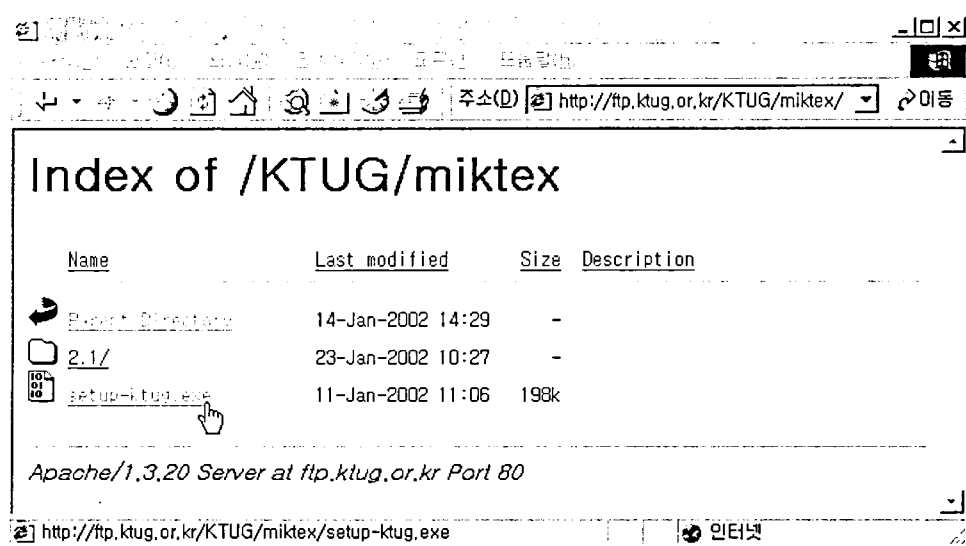 주소(D) http://ftp.ktug.or.kr/KTUG/miktex/ 이동
Index of /KTUG/miktex
Name Last modified Size Description
Parent Directory 14-Jan-2002 14:29 -
2.1/ 23-Jan-2002 10:27 -
setup-ktug.exe 11-Jan-2002 11:06 198k
Apache/1.3.20 Server at ftp.ktug.or.kr Port 80
http://ftp.ktug.or.kr/KTUG/miktex/setup-ktug.exe 인터넷